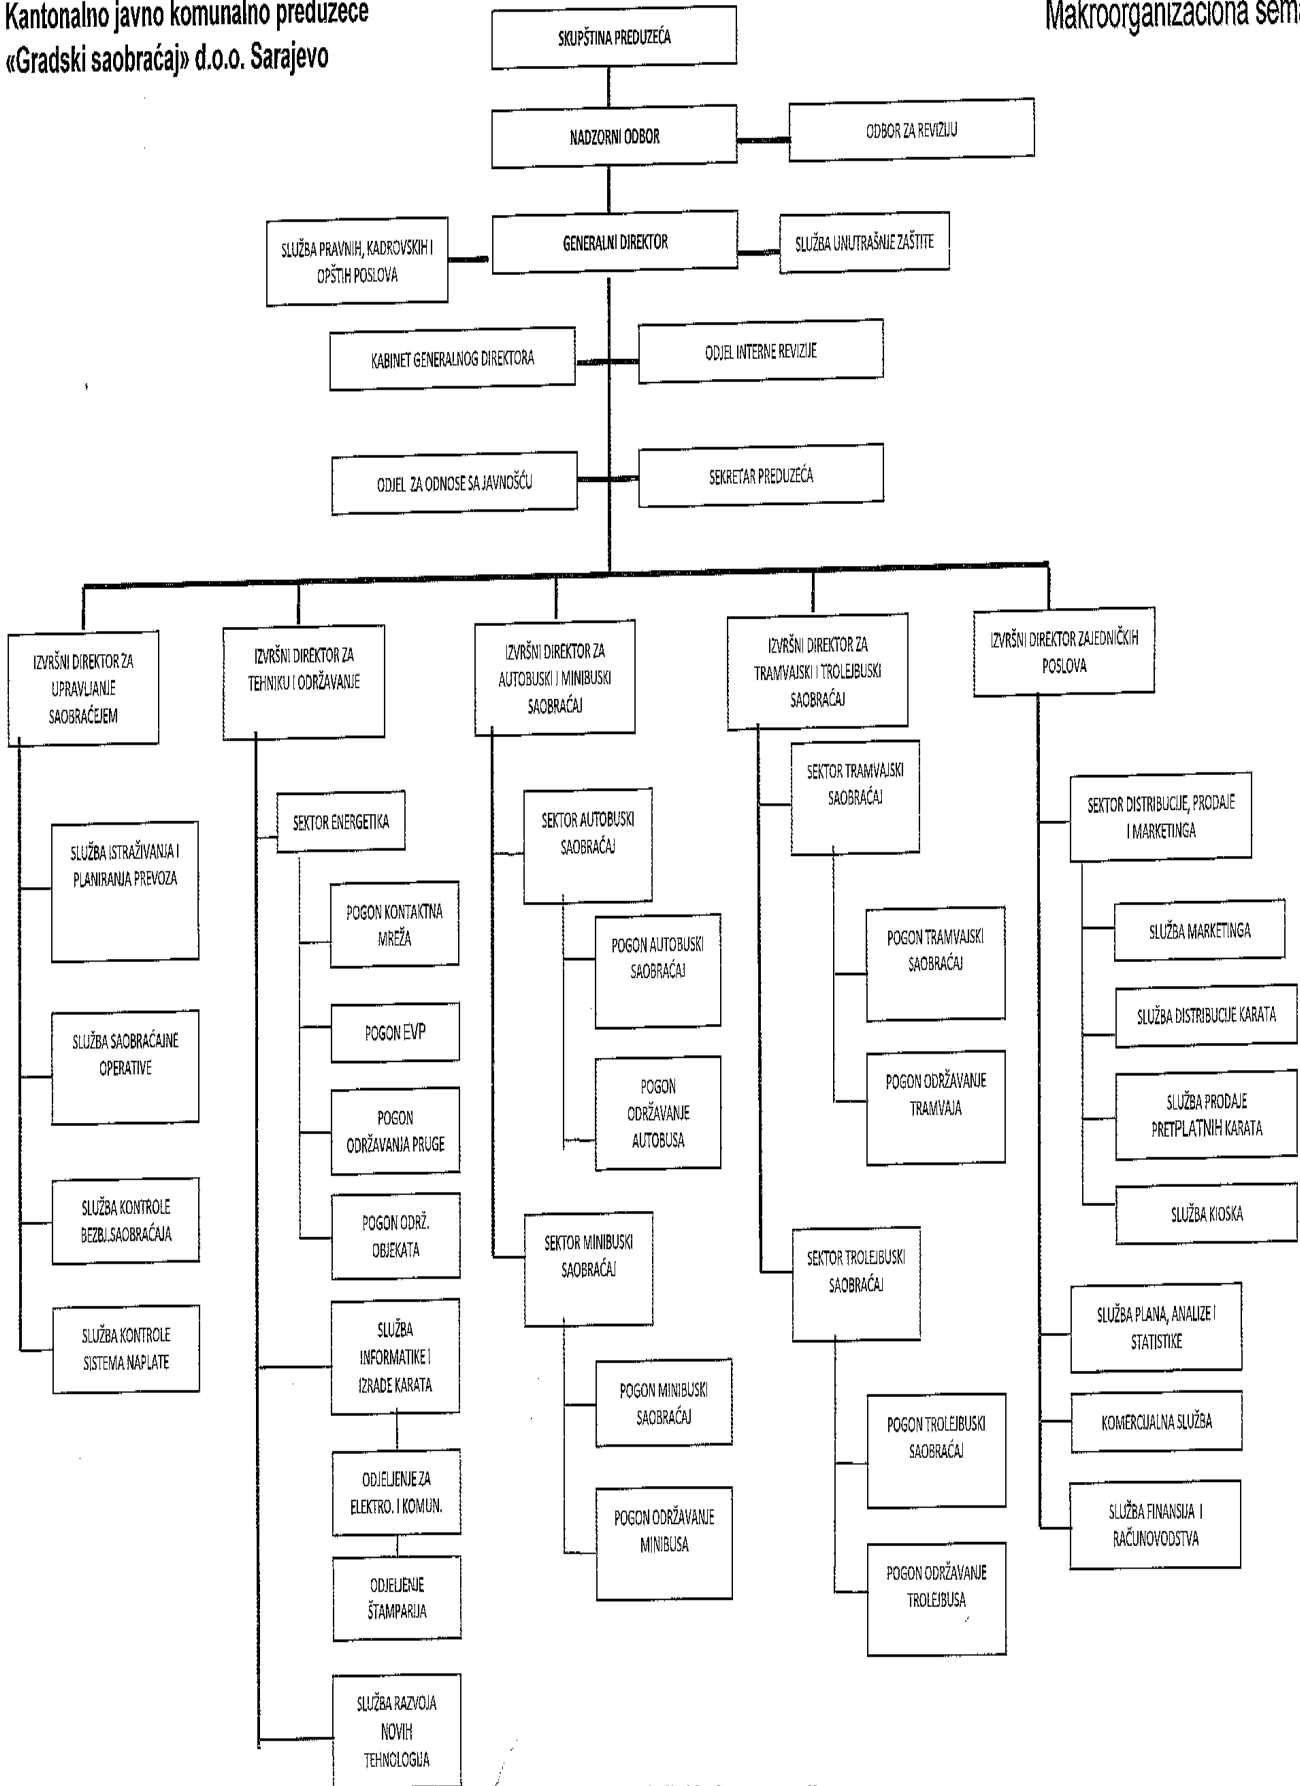 Kantonalno javno komunalno preduzeće
«Gradski saobraćaj» d.o.o. Sarajevo
Makroorganizaciona šema
SKUPŠTINA PREDUZEĆA
NADZORNI ODBOR
ODBOR ZA REVIZIJU
SLUŽBA PRAVNIH, KADROVSKIH I
OPŠTIH POSLOVA
GENERALNI DIREKTOR
SLUŽBA UNUTRAŠNJE ZAŠTITE
KABINET GENERALNOG DIREKTORA
ODJEL INTERNE REVIZIJE
ODJEL ZA ODNOSE SA JAVNOŠĆU
SEKRETAR PREDUZEĆA
IZVRŠNI DIREKTOR ZA
UPRAVLJANJE
SAOBRAĆEJEM
SLUŽBA ISTRAŽIVANJA I
PLANIRANJA PREVOZA
SLUŽBA SAOBRAĆAJNE
OPERATIVE
SLUŽBA KONTROLE
BEZBJ.SAOBRAĆAJA
SLUŽBA KONTROLE
SISTEMA NAPLATE
IZVRŠNI DIREKTOR ZA
TEHNIKU I ODRŽAVANJE
SEKTOR ENERGETIKA
POGON KONTAKTNA
MREŽA
POGON EVP
POGON
ODRŽAVANJA PRUGE
POGON ODRŽ.
OBJEKATA
SLUŽBA
INFORMATIKE I
IZRADE KARATA
ODJELJENJE ZA
ELEKTRO. I KOMUN.
ODJELJENJE
ŠTAMPARIJA
SLUŽBA RAZVOJA
NOVIH
TEHNOLOGIJA
IZVRŠNI DIREKTOR ZA
AUTOBUSKI I MINIBUSKI
SAOBRAĆAJ
SEKTOR AUTOBUSKI
SAOBRAĆAJ
POGON AUTOBUSKI
SAOBRAĆAJ
POGON
ODRŽAVANJE
AUTOBUSA
SEKTOR MINIBUSKI
SAOBRAĆAJ
POGON MINIBUSKI
SAOBRAĆAJ
POGON ODRŽAVANJE
MINIBUSA
IZVRŠNI DIREKTOR ZA
TRAMVAJSKI I TROLEJBUSKI
SAOBRAĆAJ
SEKTOR TRAMVAJSKI
SAOBRAĆAJ
POGON TRAMVAJSKI
SAOBRAĆAJ
POGON ODRŽAVANJE
TRAMVAJA
SEKTOR TROLEJBUSKI
SAOBRAĆAJ
POGON TROLEJBUSKI
SAOBRAĆAJ
POGON ODRŽAVANJE
TROLEJBUSA
IZVRŠNI DIREKTOR ZAJEDNIČKIH
POSLOVA
SEKTOR DISTRIBUCIJE, PRODAJE
I MARKETINGA
SLUŽBA MARKETINGA
SLUŽBA DISTRIBUCIJE KARATA
SLUŽBA PRODAJE
PRETPLATNIH KARATA
SLUŽBA KIOSKA
SLUŽBA PLANA, ANALIZE I
STATISTIKE
KOMERCIJALNA SLUŽBA
SLUŽBA FINANSIJA I
RAČUNOVODSTVA